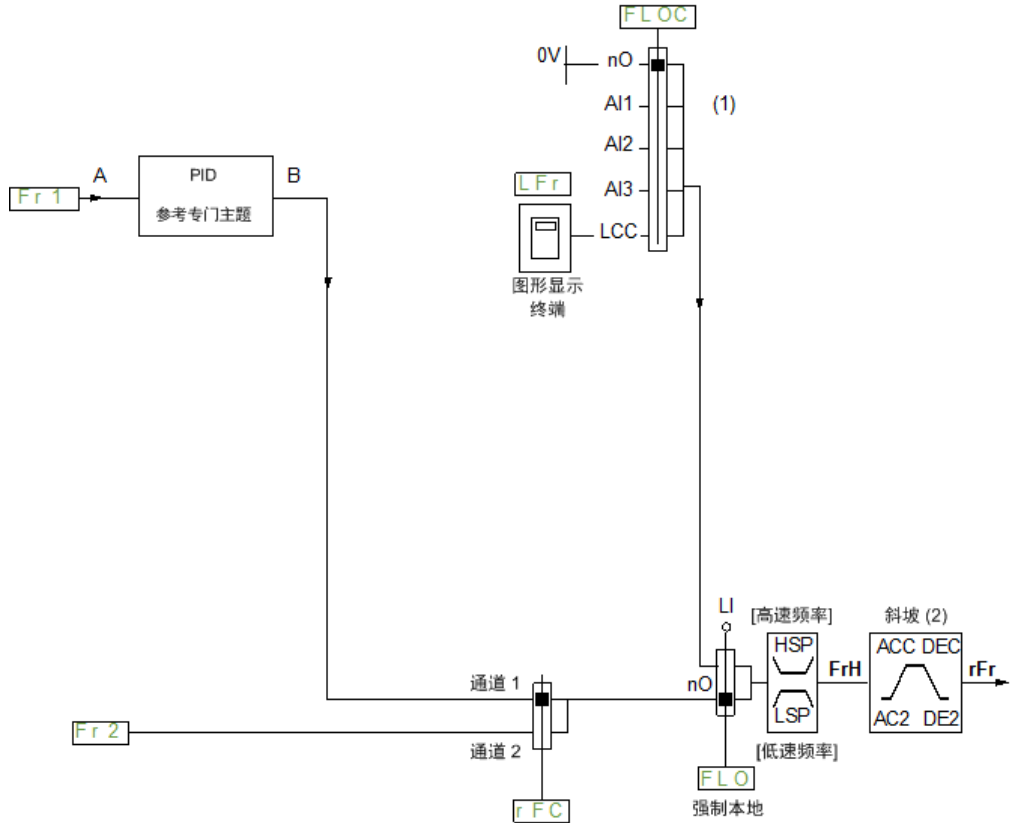 FLOC
0V
nO
AI1
(1)
AI2
AI3
LFr
LCC
图形显示
终端
Fr1
A
PID
参考专门主题
B
LI
[高速频率]
斜坡 (2)
HSP
ACC DEC
通道 1
nO
FrH
rFr
LSP
AC2 DE2
Fr2
通道 2
[低速频率]
FLO
强制本地
rFC